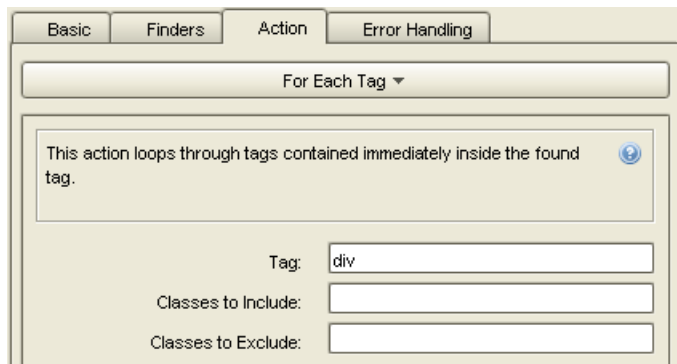 Basic Finders Action Error Handling
For Each Tag
This action loops through tags contained immediately inside the found
tag.
Tag: div
Classes to Include:
Classes to Exclude: